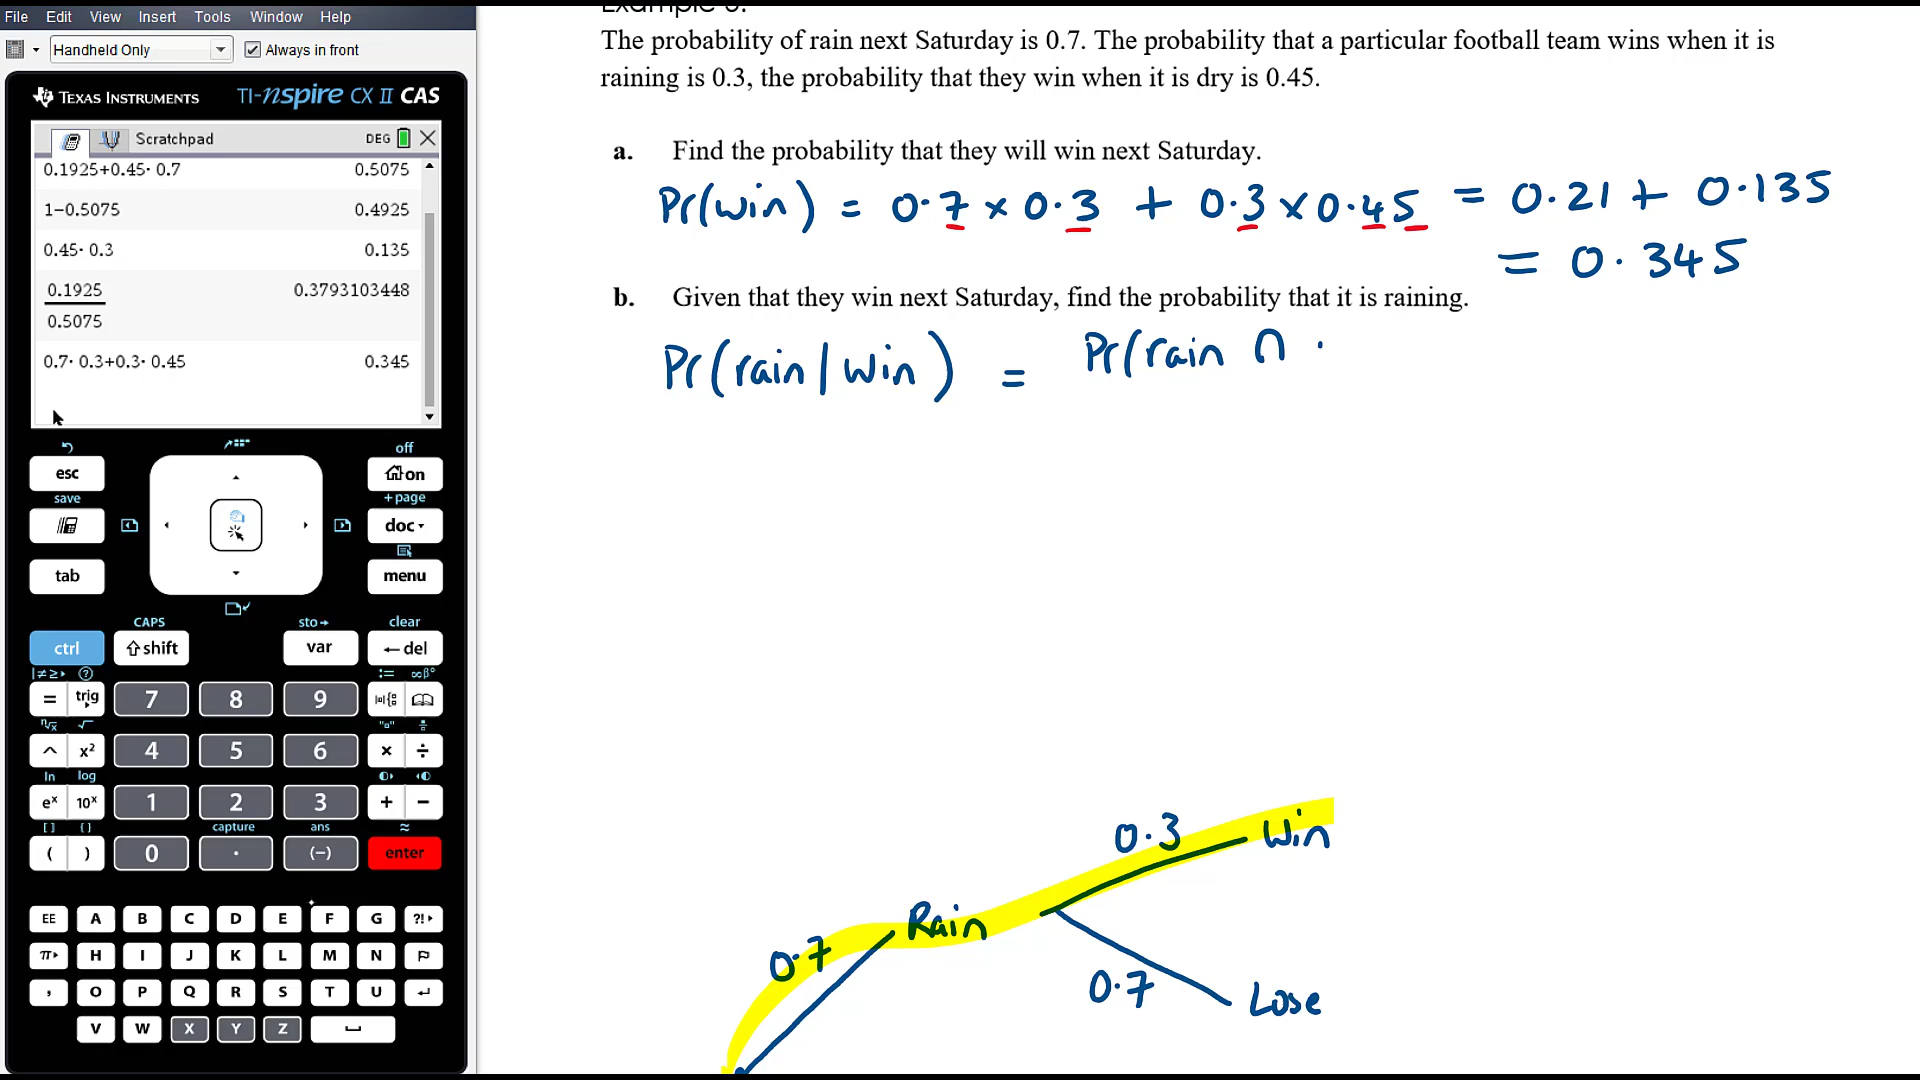 File Edit View Insert Tools Window Help
Handheld Only Always in front
TEXAS INSTRUMENTS TI-nspire CX II CAS
Scratchpad DEG
0.1925+0.45· 0.7 0.5075
1−0.5075 0.4925
0.45· 0.3 0.135
0.1925 0.3793103448
0.5075
0.7· 0.3+0.3· 0.45 0.345
off
esc on
save +page
doc
tab menu
CAPS sto→ clear
ctrl shift var ←del
= trig 7 8 9
^ x² 4 5 6 × ÷
ln log
eˣ 10ˣ 1 2 3 + −
[ ] { } capture ans ≈
( ) 0 . (−) enter
EE A B C D E F G ?!▸
π▸ H I J K L M N
, O P Q R S T U ↵
V W X Y Z
The probability of rain next Saturday is 0.7. The probability that a particular football team wins when it is
raining is 0.3, the probability that they win when it is dry is 0.45.
a. Find the probability that they will win next Saturday.
Pr(win) = 0.7 × 0.3 + 0.3 × 0.45 = 0.21 + 0.135
= 0.345
b. Given that they win next Saturday, find the probability that it is raining.
Pr(rain | win) = Pr(rain ∩ .
0.3 Win
Rain
0.7
0.7 Lose